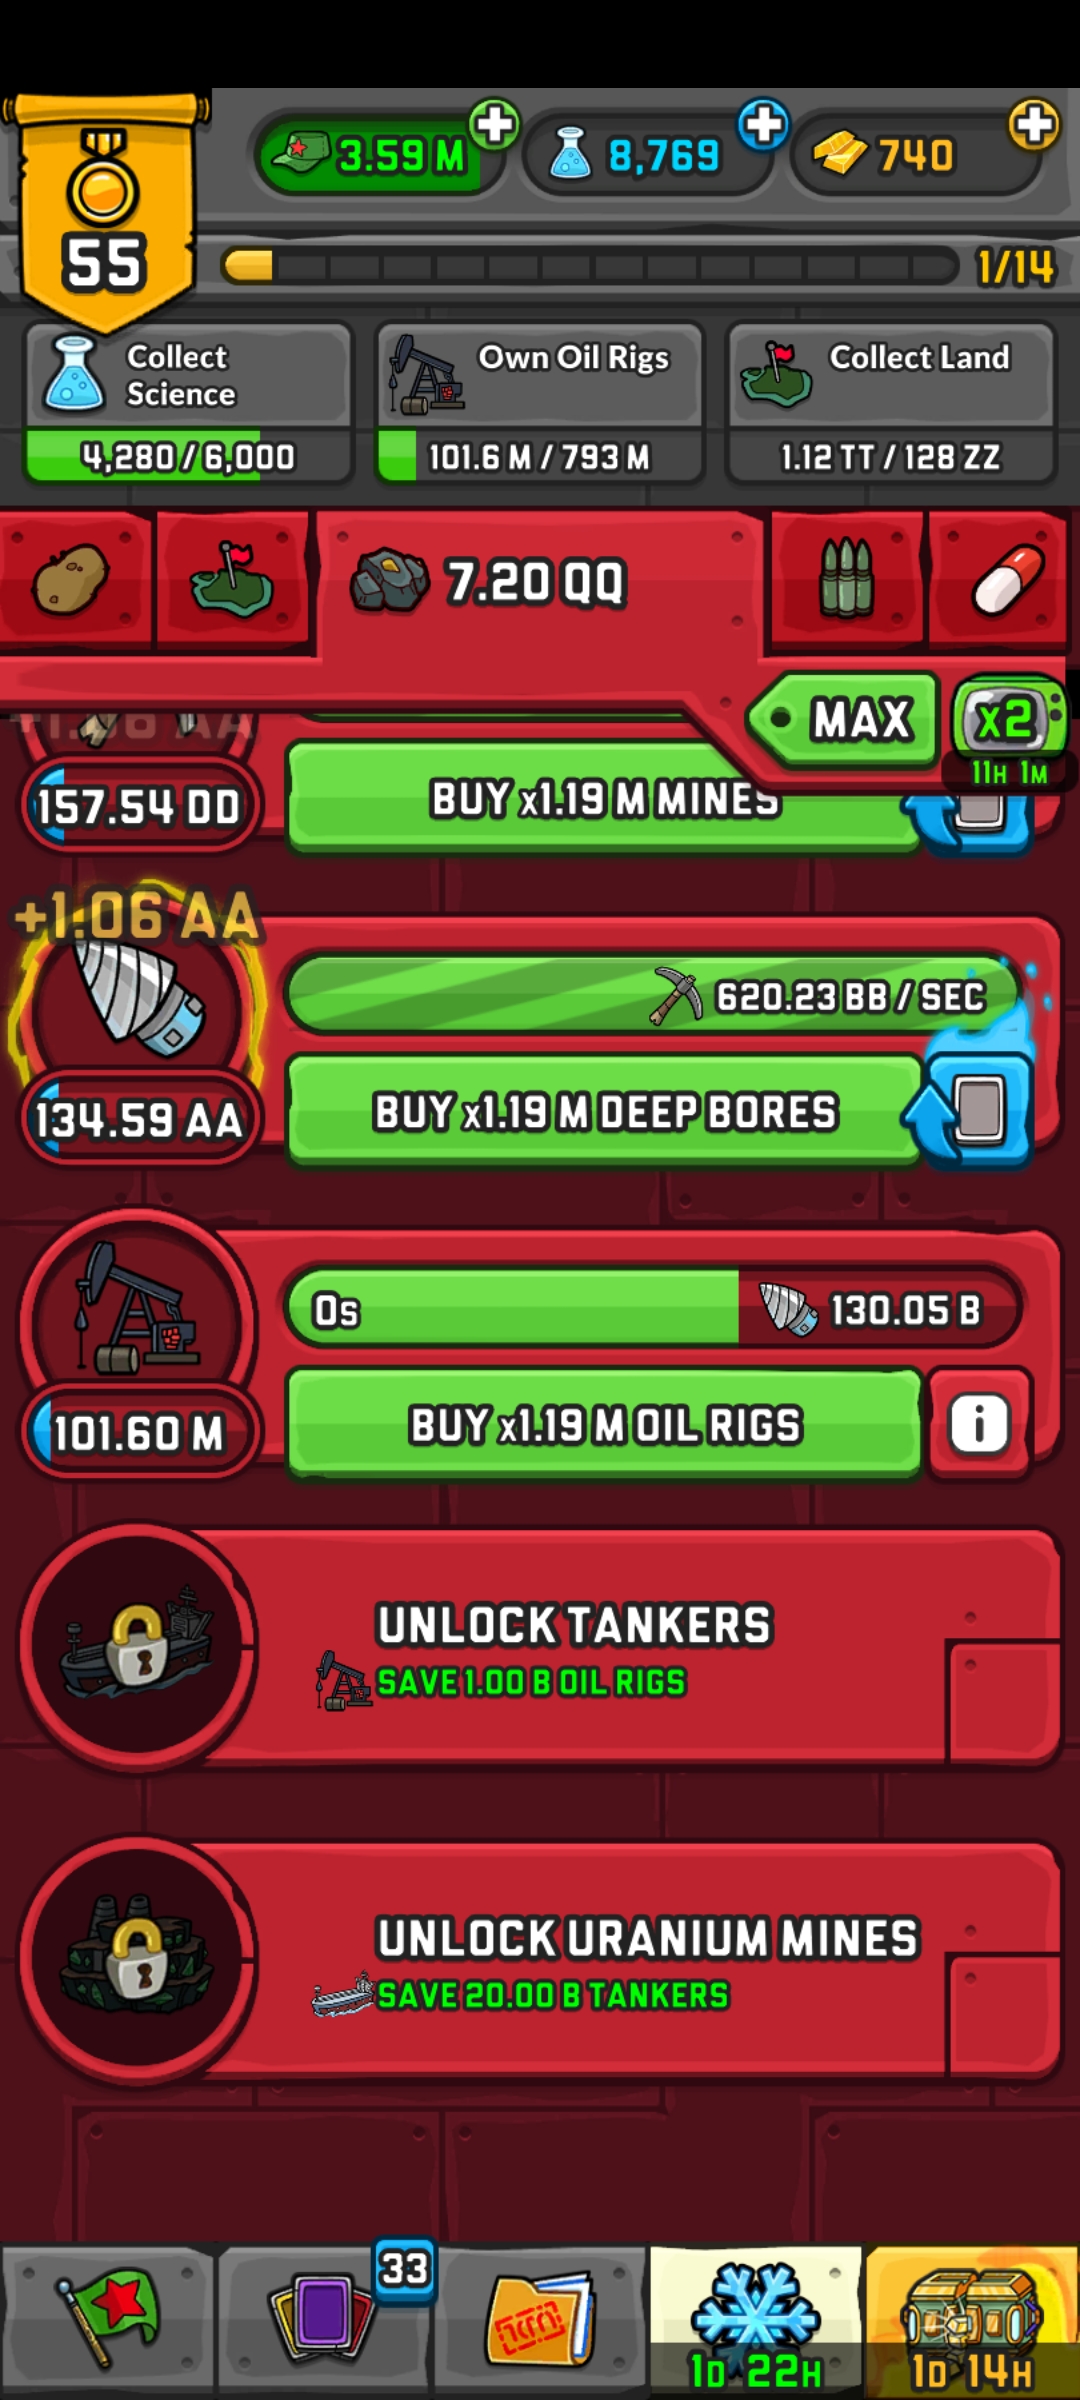 3.59 M
8,769
740
55
1/14
Collect
Science
Own Oil Rigs
Collect Land
4,280 / 6,000
101.6 M / 793 M
1.12 TT / 128 ZZ
7.20 QQ
MAX
x2
11H 1M
+1.06 AA
157.54 DD
BUY x1.19 M MINES
+1.06 AA
620.23 BB / SEC
134.59 AA
BUY x1.19 M DEEP BORES
0s
130.05 B
101.60 M
BUY x1.19 M OIL RIGS
i
UNLOCK TANKERS
SAVE 1.00 B OIL RIGS
UNLOCK URANIUM MINES
SAVE 20.00 B TANKERS
33
1D 22H
1D 14H